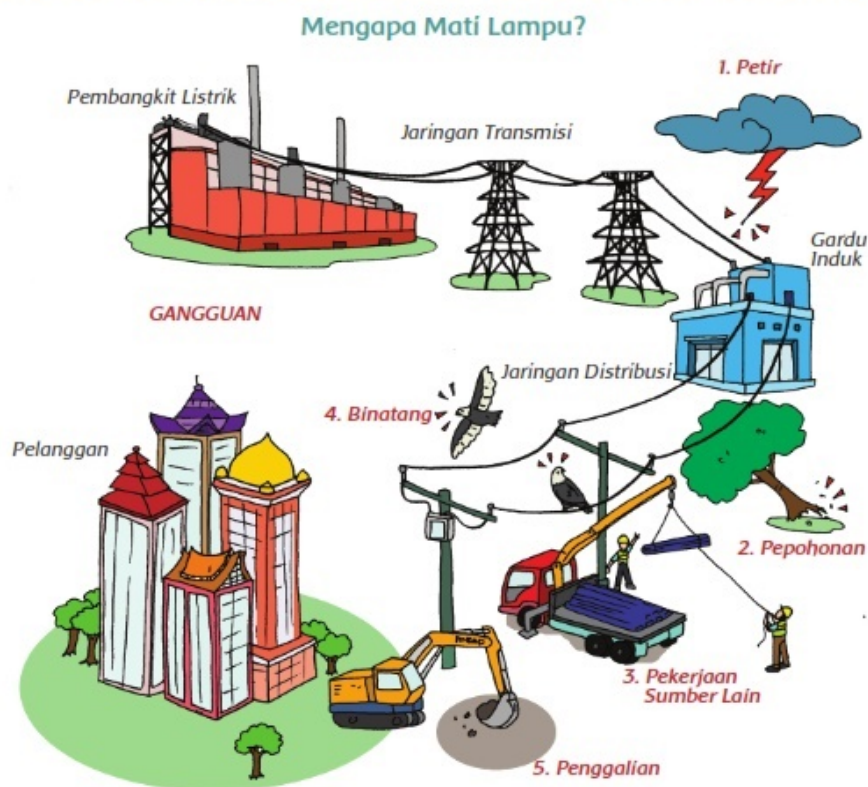 Mengapa Mati Lampu?
1. Petir
Pembangkit Listrik
Jaringan Transmisi
Gardu
Induk
GANGGUAN
Jaringan Distribusi
4. Binatang
Pelanggan
2. Pepohonan
3. Pekerjaan
Sumber Lain
5. Penggalian